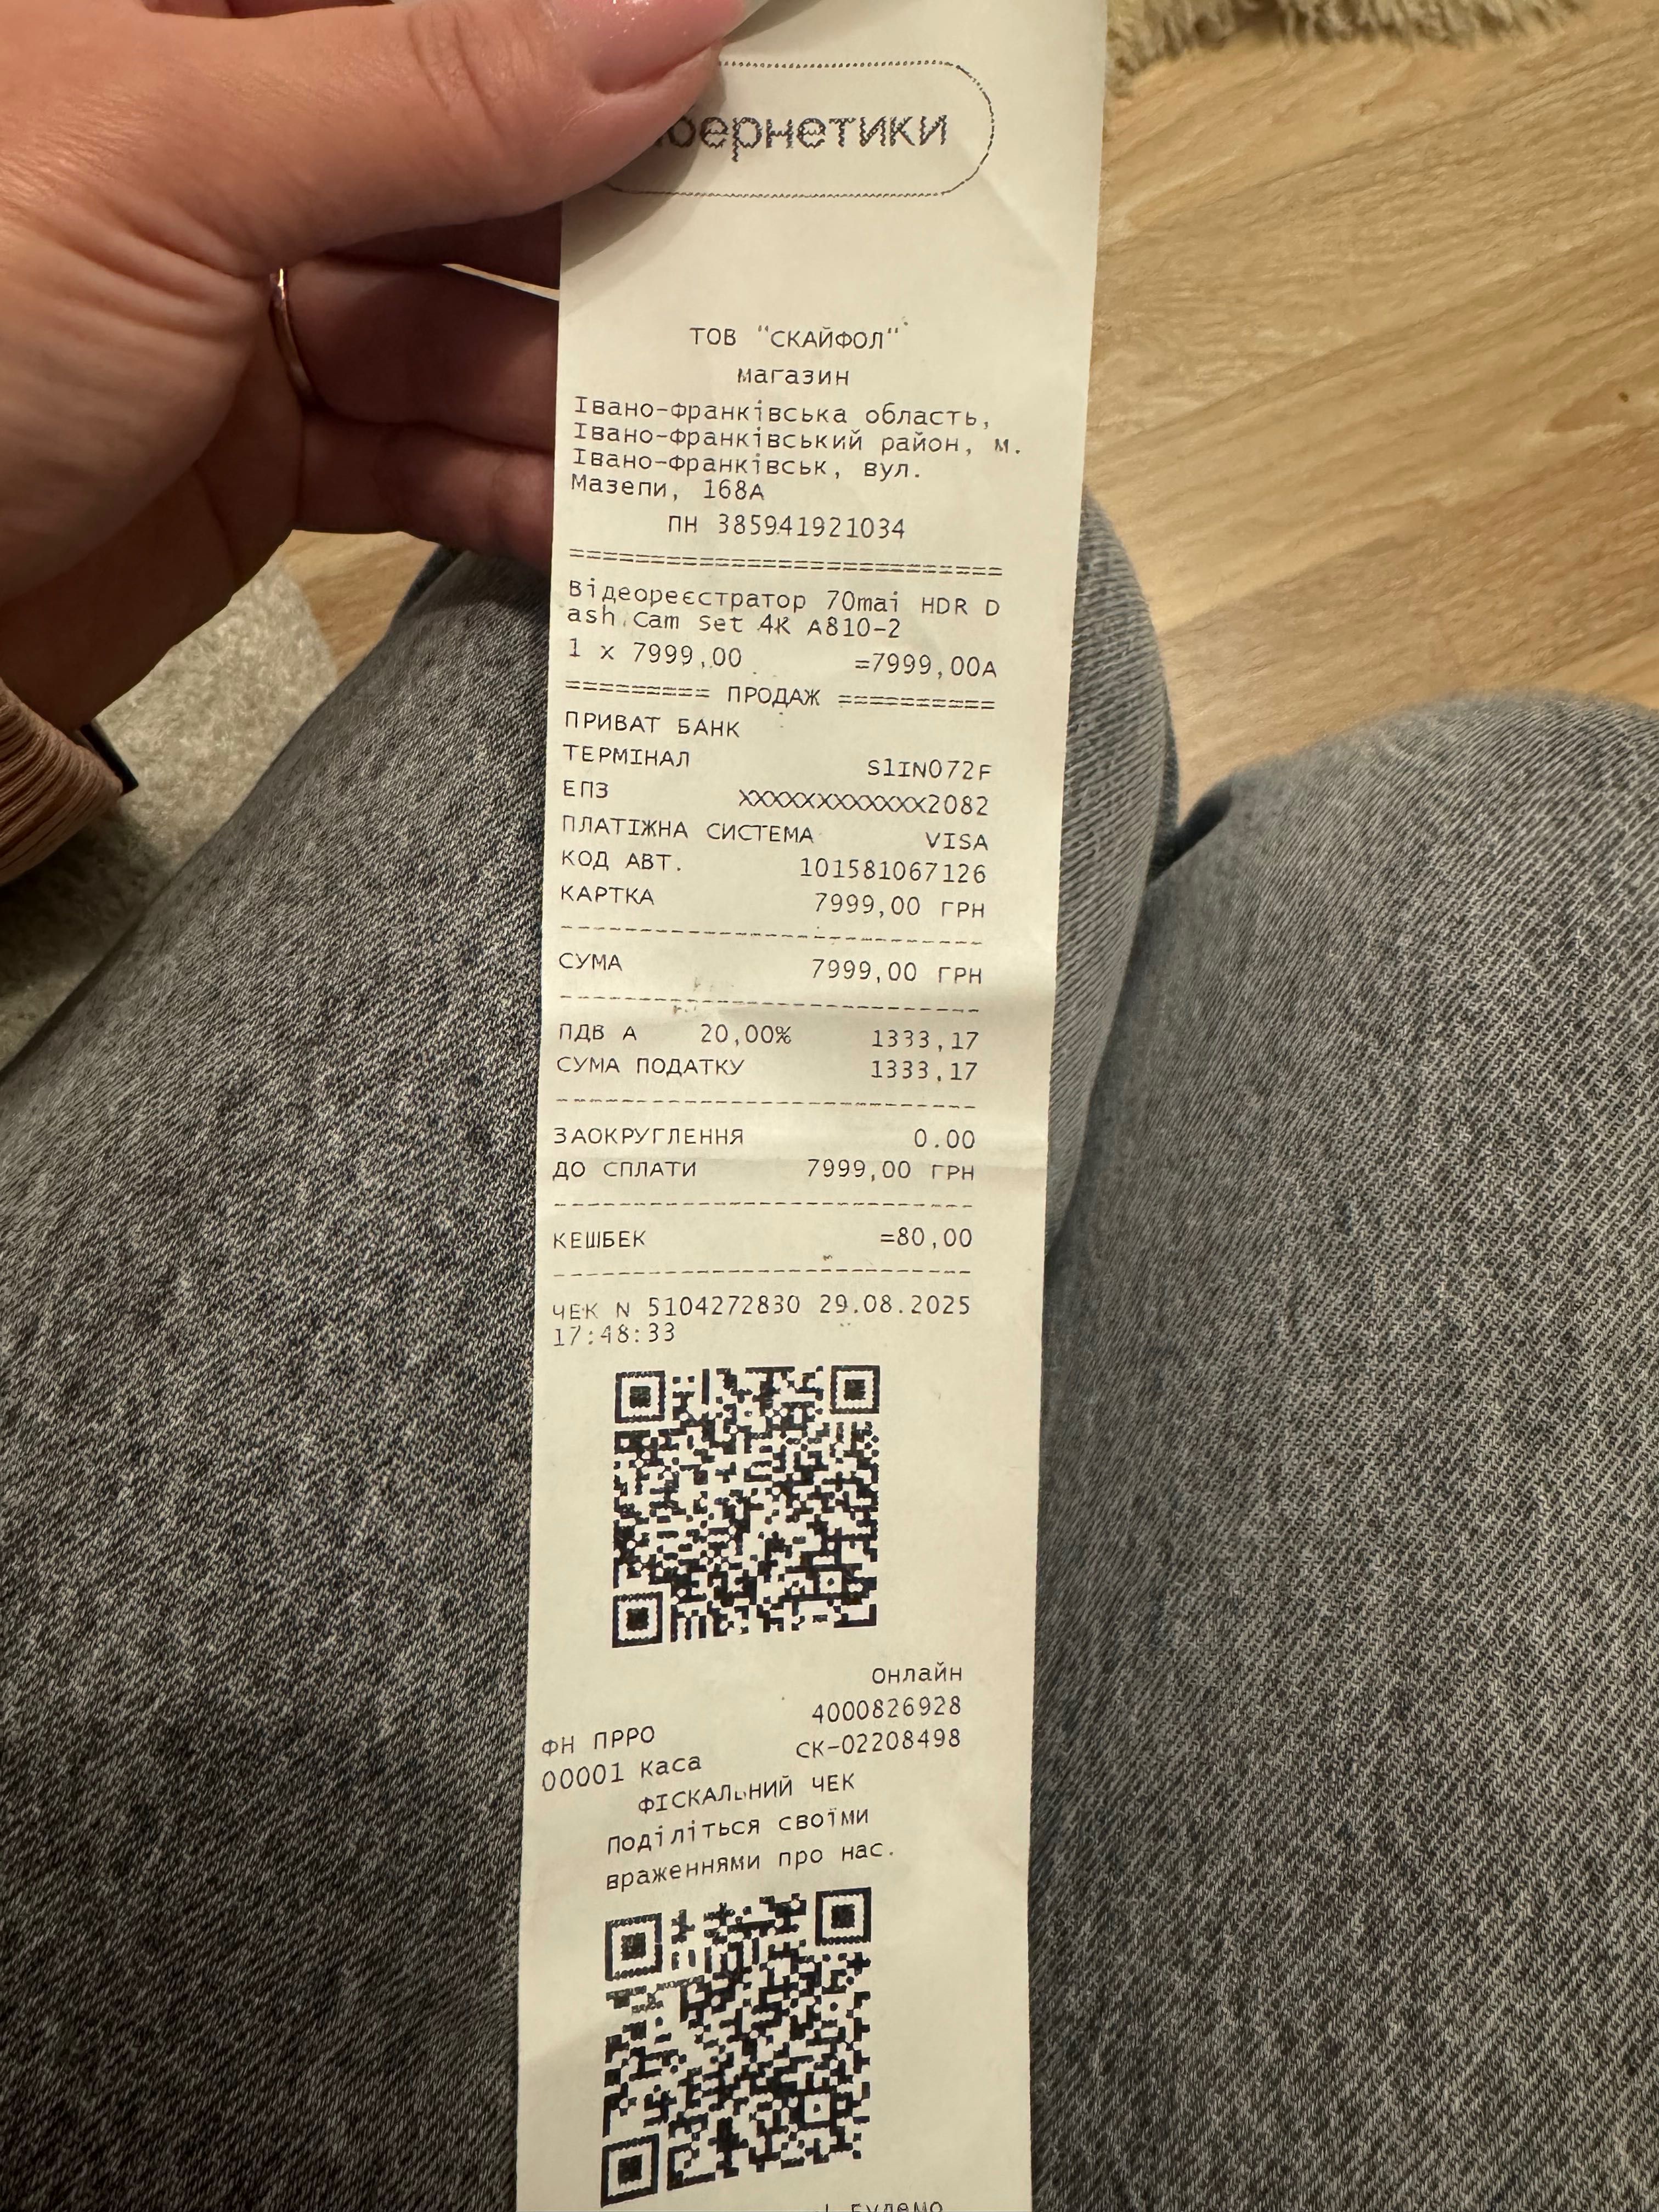 ТОВ "СКАЙФОЛ"
магазин
Івано-Франківська область,
Івано-Франківський район, м.
Івано-Франківськ, вул.
Мазепи, 168А
ПН 385941921034
===========================
Відеореєстратор 70mai HDR D
ash Cam Set 4K A810-2
1 x 7999,00 =7999,00А
========= ПРОДАЖ ==========
ПРИВАТ БАНК
ТЕРМІНАЛ S1IN072F
ЕПЗ XXXXXXXXXXXX2082
ПЛАТІЖНА СИСТЕМА VISA
КОД АВТ. 101581067126
КАРТКА 7999,00 ГРН
---------------------------
СУМА 7999,00 ГРН
---------------------------
ПДВ А 20,00% 1333,17
СУМА ПОДАТКУ 1333,17
---------------------------
ЗАОКРУГЛЕННЯ 0.00
ДО СПЛАТИ 7999,00 ГРН
---------------------------
КЕШБЕК =80,00
---------------------------
ЧЕК N 5104272830 29.08.2025
17:48:33
Онлайн
ФН ПРРО 4000826928
00001 Каса СК-02208498
ФІСКАЛЬНИЙ ЧЕК
Поділіться своїми
враженнями про нас.